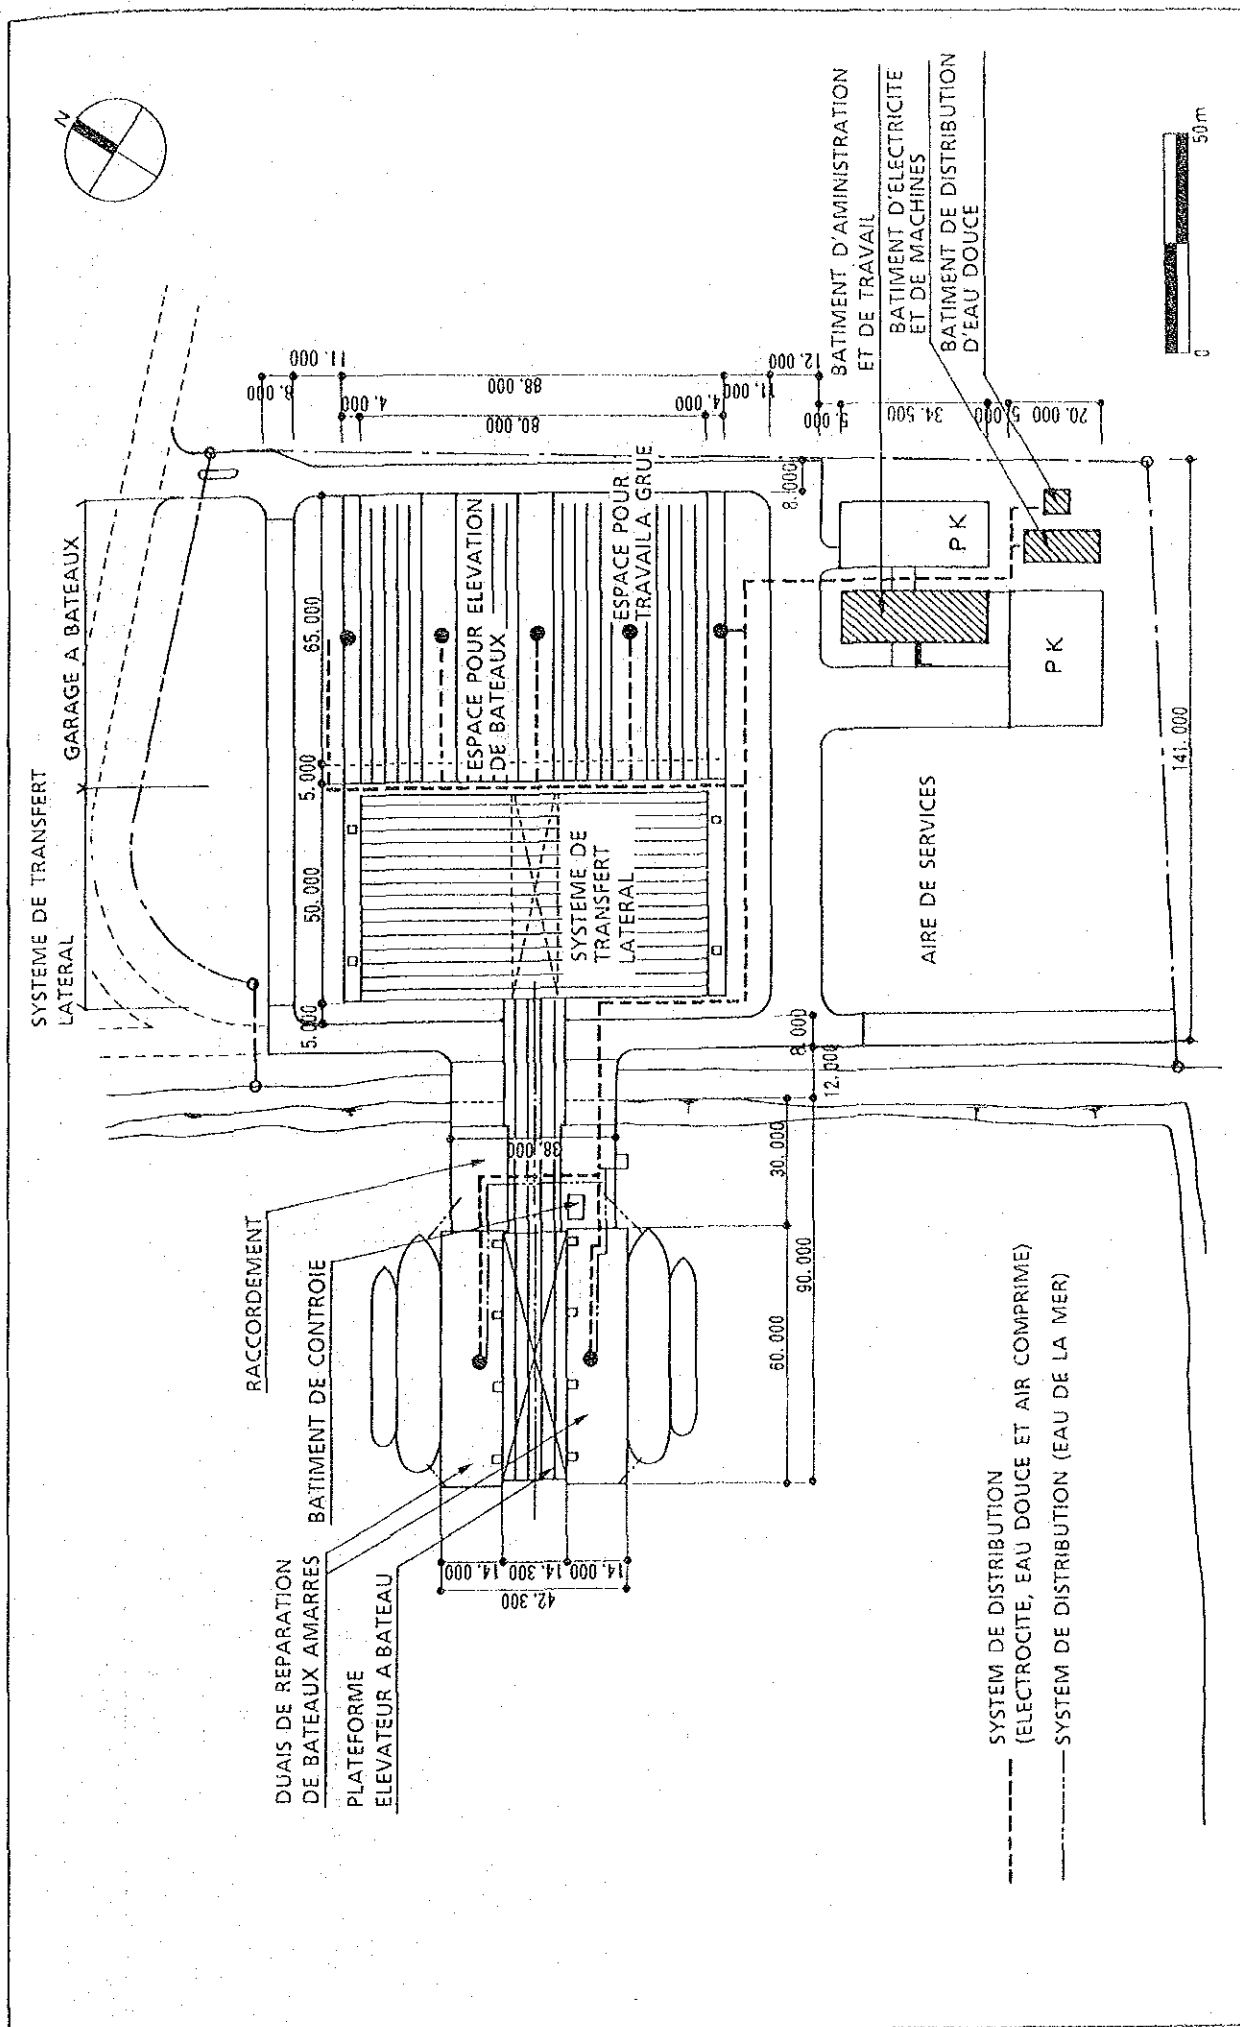 N
SYSTEME DE TRANSFERT
LATERAL
GARAGE A BATEAUX
5.000
50.000
5.000
65.000
8.000
11.000
4.000
88.000
80.000
4.000
11.000
12.000
5.000
34.500
5.000
20.000
ESPACE POUR ELEVATION
DE BATEAUX
ESPACE POUR
TRAVAIL A GRUE
SYSTEME DE
TRANSFERT
LATERAL
8.000
BATIMENT D'AMINISTRATION
ET DE TRAVAIL
BATIMENT D'ELECTRICITE
ET DE MACHINES
BATIMENT DE DISTRIBUTION
D'EAU DOUCE
PK
PK
AIRE DE SERVICES
141.000
0
50m
RACCORDEMENT
BATIMENT DE CONTROIE
DUAIS DE REPARATION
DE BATEAUX AMARRES
PLATEFORME
ELEVATEUR A BATEAU
38.000
8.000
12.000
30.000
60.000
90.000
14.000
14.300
14.000
42.300
SYSTEM DE DISTRIBUTION
(ELECTROCITE, EAU DOUCE ET AIR COMPRIME)
SYSTEM DE DISTRIBUTION (EAU DE LA MER)